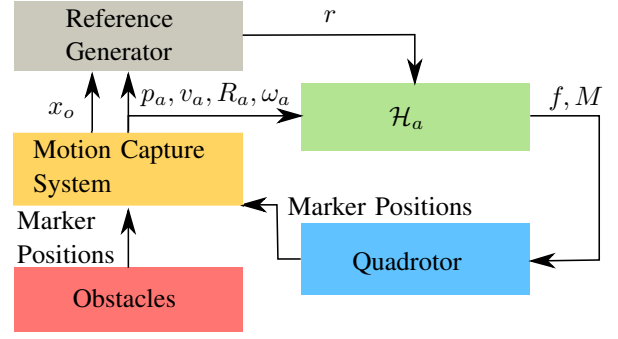 Reference
Generator
r
x_o
p_a, v_a, R_a, ω_a
f, M
ℋ_a
Motion Capture
System
Marker
Positions
Marker Positions
Quadrotor
Obstacles